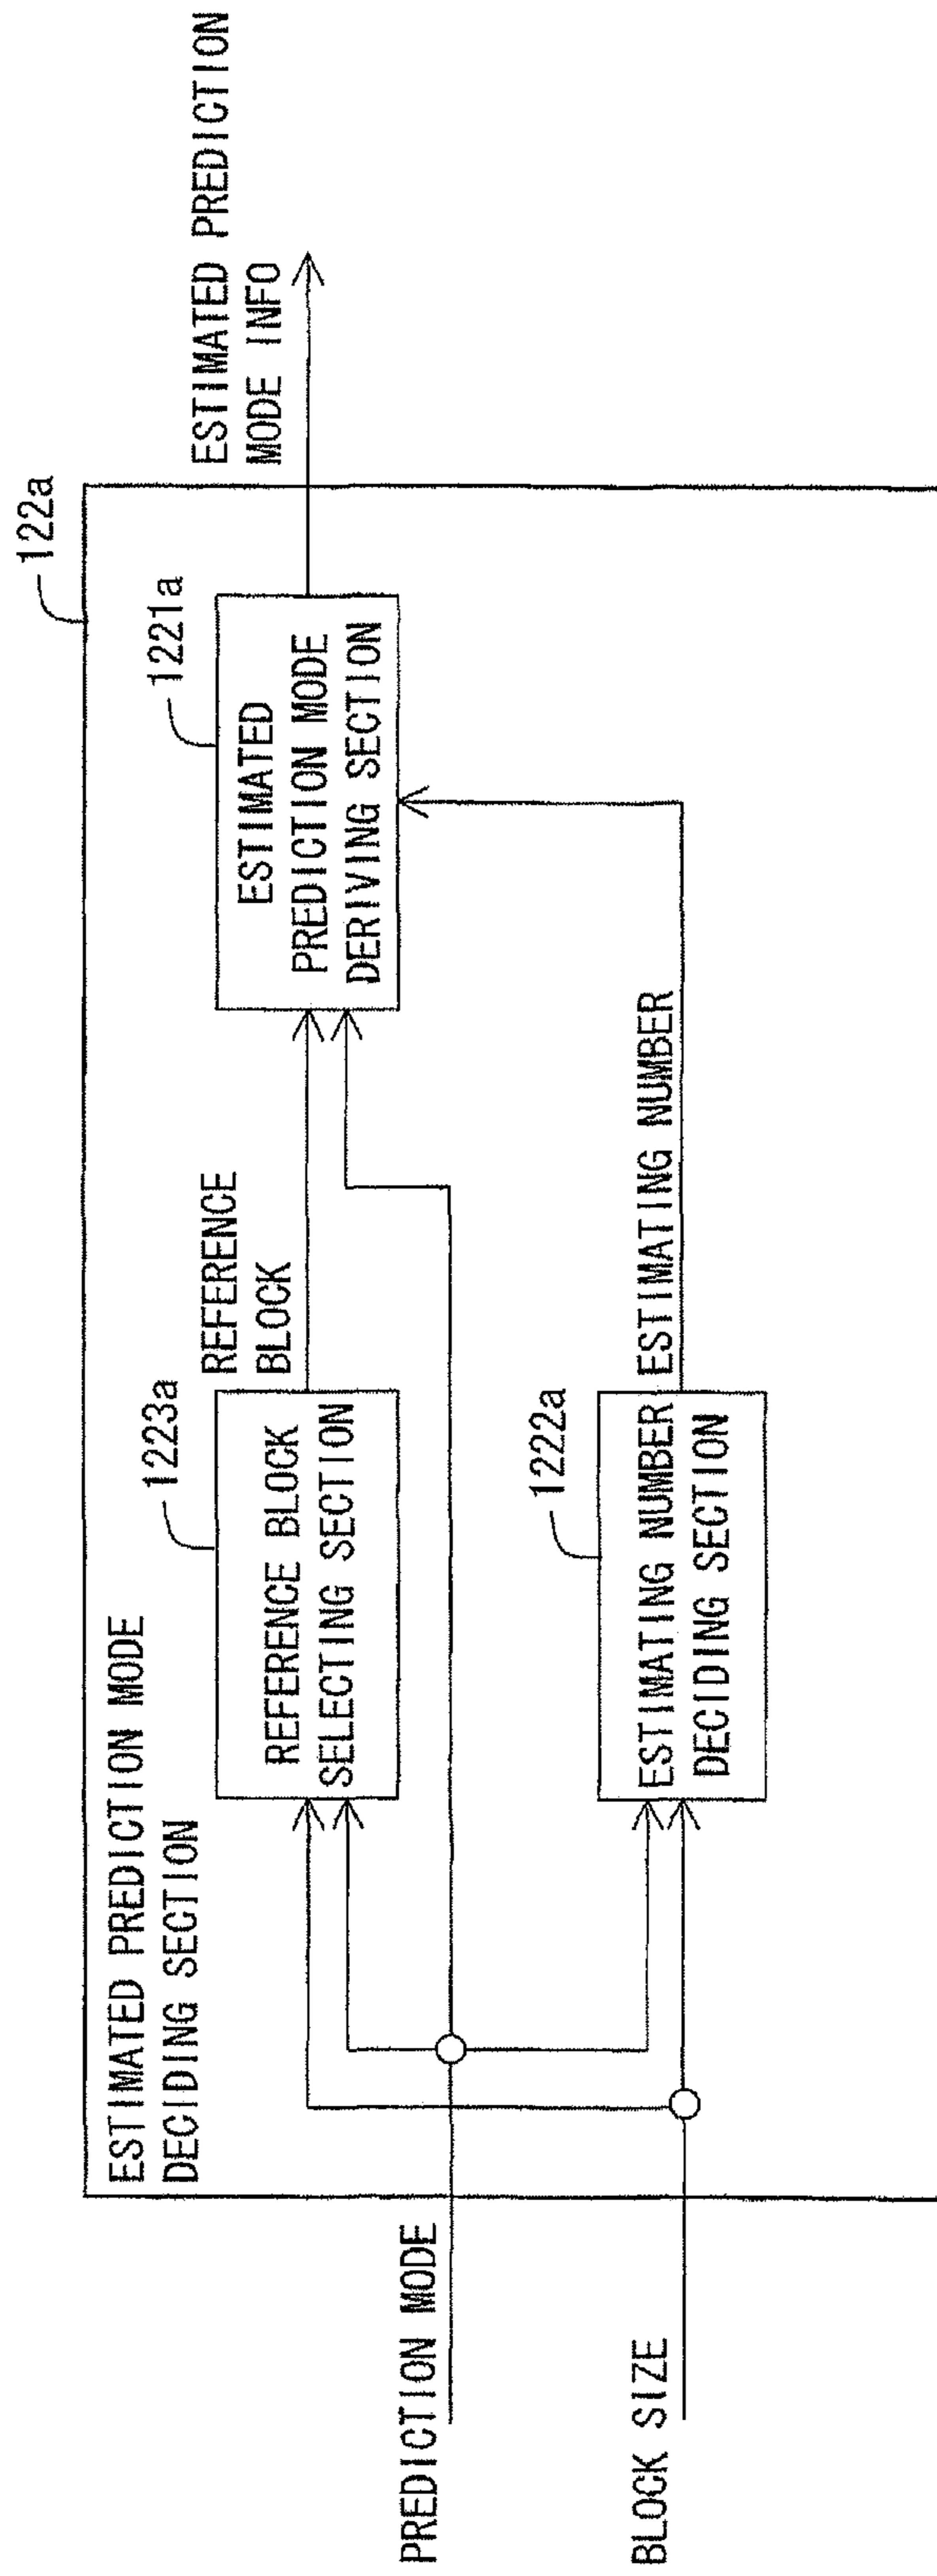 122a
ESTIMATED PREDICTION MODE
DECIDING SECTION
1223a
REFERENCE BLOCK
SELECTING SECTION
REFERENCE
BLOCK
1221a
ESTIMATED
PREDICTION MODE
DERIVING SECTION
ESTIMATED PREDICTION
MODE INFO
PREDICTION MODE
1222a
ESTIMATING NUMBER
DECIDING SECTION
ESTIMATING NUMBER
BLOCK SIZE